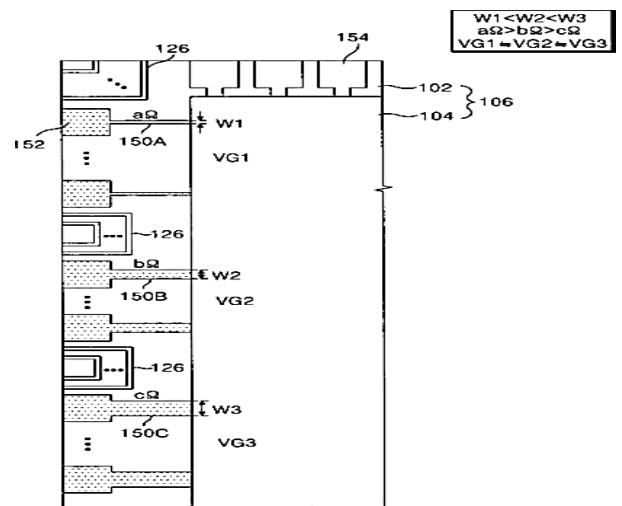 W1<W2<W3
aΩ>bΩ>cΩ
VG1≒VG2≒VG3
126
154
102
106
104
152
aΩ
150A
W1
VG1
126
bΩ
150B
W2
VG2
126
cΩ
150C
W3
VG3